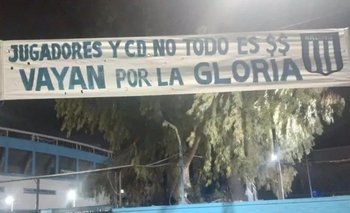 JUGADORES Y CD. NO TODO ES $$
VAYAN POR LA GLORIA